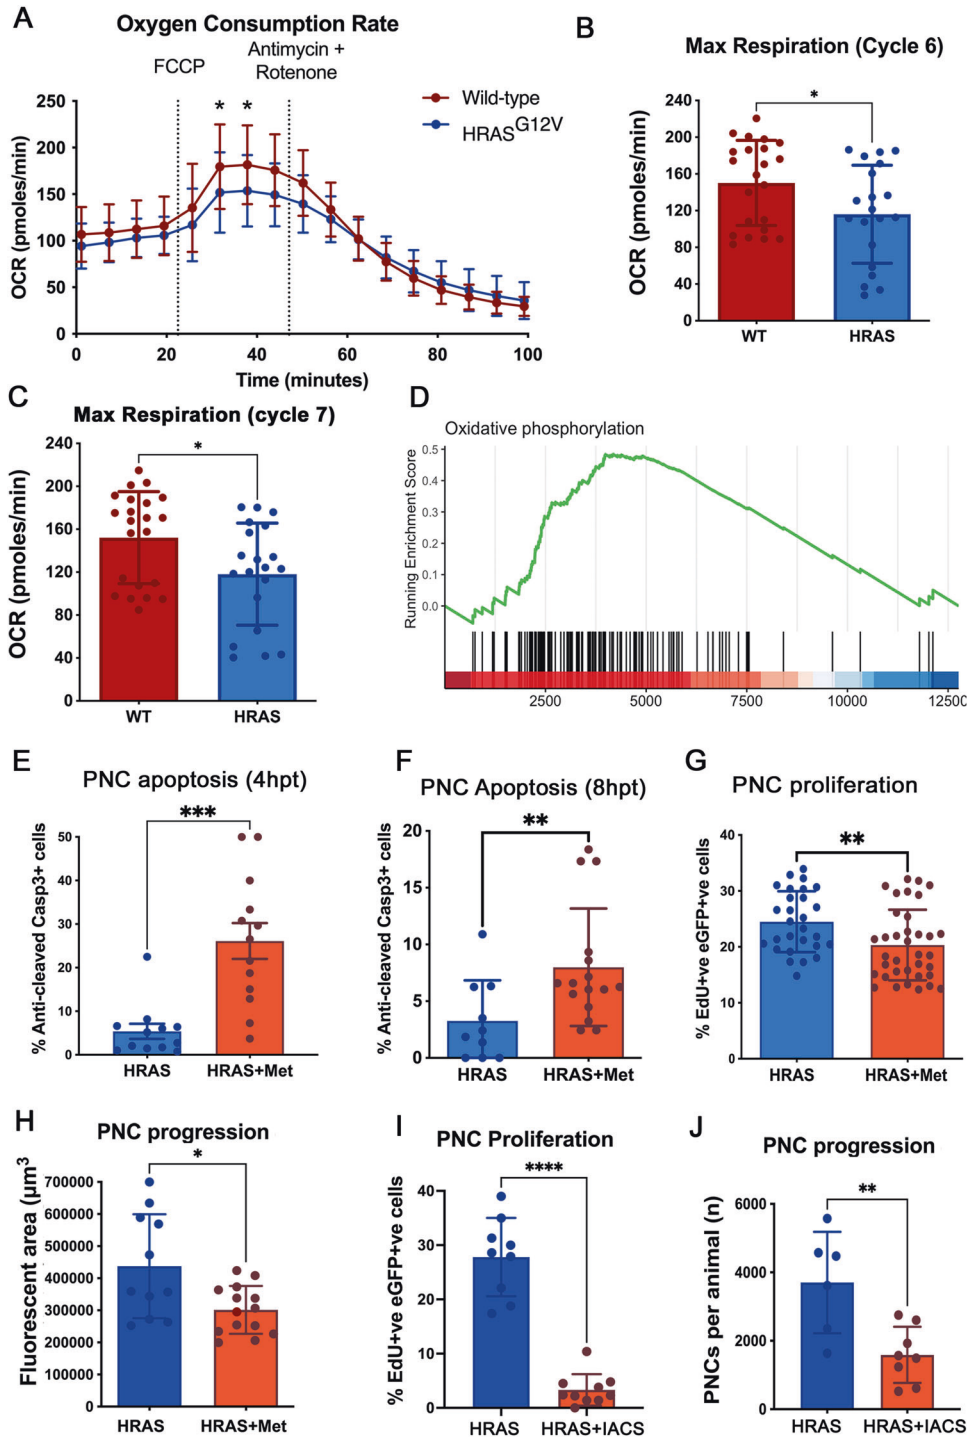 A
Oxygen Consumption Rate
FCCP
Antimycin +
Rotenone
Wild-type
HRASG12V
* *
OCR (pmoles/min)
250
200
150
100
50
0
0 20 40 60 80 100
Time (minutes)
B
Max Respiration (Cycle 6)
*
OCR (pmoles/min)
240
200
160
120
80
40
0
WT HRAS
C
Max Respiration (cycle 7)
*
OCR (pmoles/min)
240
200
160
120
80
40
0
WT HRAS
D
Oxidative phosphorylation
Running Enrichment Score
0.5
0.4
0.3
0.2
0.1
0.0
2500 5000 7500 10000 12500
E
PNC apoptosis (4hpt)
***
% Anti-cleaved Casp3+ cells
50
40
30
20
10
0
HRAS HRAS+Met
F
PNC Apoptosis (8hpt)
**
% Anti-cleaved Casp3+ cells
20
15
10
5
0
HRAS HRAS+Met
G
PNC proliferation
**
% EdU+ve eGFP+ve cells
40
30
20
10
0
HRAS HRAS+Met
H
PNC progression
*
Fluorescent area (µm3
700000
600000
500000
400000
300000
200000
100000
0
HRAS HRAS+Met
I
PNC Proliferation
****
% EdU+ve eGFP+ve cells
40
30
20
10
0
HRAS HRAS+IACS
J
PNC progression
**
PNCs per animal (n)
6000
4000
2000
0
HRAS HRAS+IACS